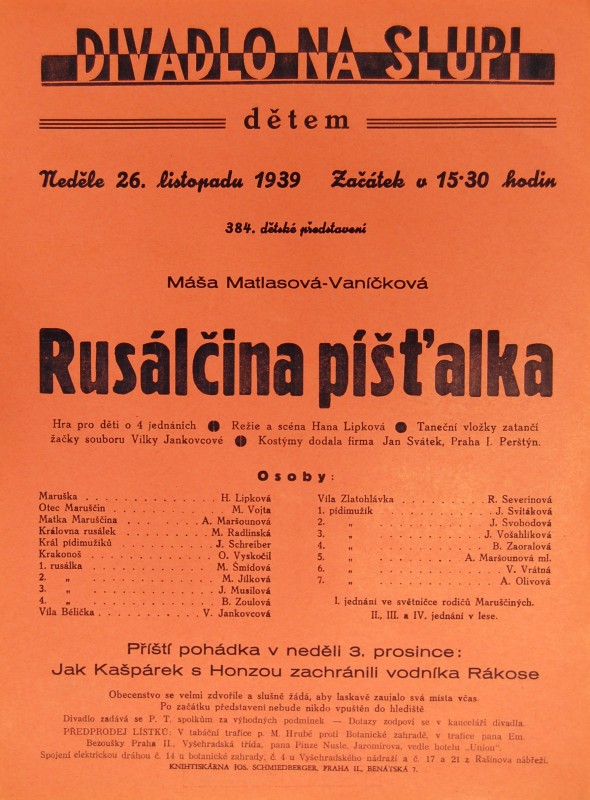 DIVADLO NA SLUPI
dětem
Neděle 26. listopadu 1939 Začátek v 15·30 hodin
384. dětské představení
Máša Matlasová-Vaníčková
Rusálčina píšťalka
Hra pro děti o 4 jednáních ● Režie a scéna Hana Lipková ● Taneční vložky zatančí
žačky souboru Vilky Jankovcové ● Kostýmy dodala firma Jan Svátek, Praha I. Perštýn.
Osoby:
Maruška . . . . . . . . . . . . H. Lipková
Otec Maruščin . . . . . . . . . . M. Vojta
Matka Maruščina . . . . . . . A. Maršounová
Královna rusálek . . . . . . . . M. Radlinská
Král pidimužíků . . . . . . . . J. Schreiber
Krakonoš . . . . . . . . . . . O. Vyskočil
1. rusálka . . . . . . . . . . M. Šmídová
2. „ . . . . . . . . . . M. Jílková
3. „ . . . . . . . . . . J. Musilová
4. „ . . . . . . . . . . B. Zoulová
Víla Bělička . . . . . . . . V. Jankovcová
Víla Zlatohlávka . . . . . . . . R. Severinová
1. pidimužík . . . . . . . . . J. Svitáková
2. „ . . . . . . . . . J. Svobodová
3. „ . . . . . . . . . J. Vošahlíková
4. „ . . . . . . . . . B. Zaoralová
5. „ . . . . . . . A. Maršounová ml.
6. „ . . . . . . . . . V. Vrátná
7. „ . . . . . . . . . A. Olivová
I. jednání ve světničce rodičů Maruščiných.
II., III. a IV. jednání v lese.
Příští pohádka v neděli 3. prosince:
Jak Kašpárek s Honzou zachránili vodníka Rákose
Obecenstvo se velmi zdvořile a slušně žádá, aby laskavě zaujalo svá místa včas.
Po začátku představení nebude nikdo vpuštěn do hlediště.
Divadlo zadává se P. T. spolkům za výhodných podmínek — Dotazy zodpoví se v kanceláři divadla.
PŘEDPRODEJ LÍSTKŮ: V tabáční trafice p. M. Hrubé proti Botanické zahradě, v trafice pana Em.
Bezoušky Praha II., Vyšehradská třída, pana Pinze Nusle, Jaromírova, vedle hotelu „Union".
Spojení elektrickou dráhou č. 14 u botanické zahrady, č. 4 u Vyšehradského nádraží a č. 17 a 21 z Rašínova nábřeží.
KNIHTISKÁRNA JOS. SCHMIEDBERGER, PRAHA II., BENÁTSKÁ 7.